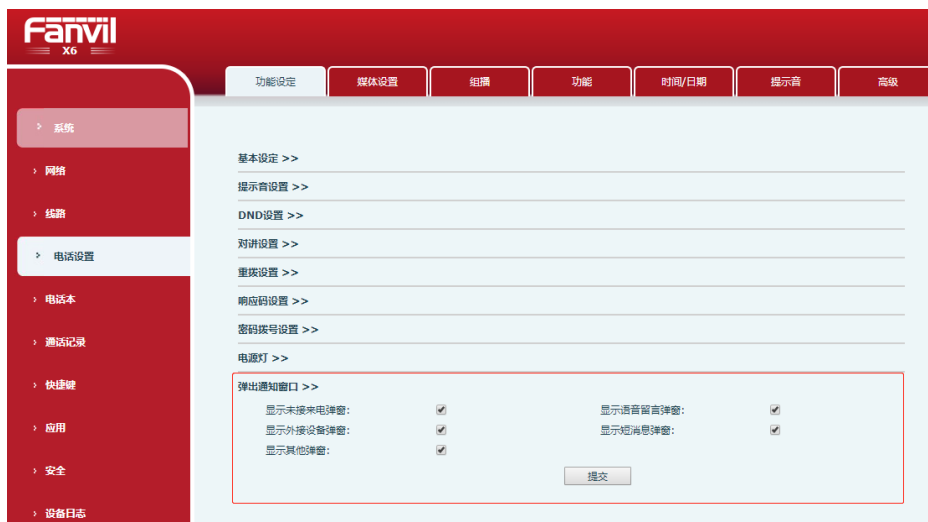 Fanvil
X6
功能设定 媒体设置 组播 功能 时间/日期 提示音 高级
› 系统
› 网络
› 线路
› 电话设置
› 电话本
› 通话记录
› 快捷键
› 应用
› 安全
› 设备日志
基本设定 >>
提示音设置 >>
DND设置 >>
对讲设置 >>
重拨设置 >>
响应码设置 >>
密码拨号设置 >>
电源灯 >>
弹出通知窗口 >>
显示未接来电弹窗: 显示语音留言弹窗:
显示外接设备弹窗: 显示短消息弹窗:
显示其他弹窗:
提交